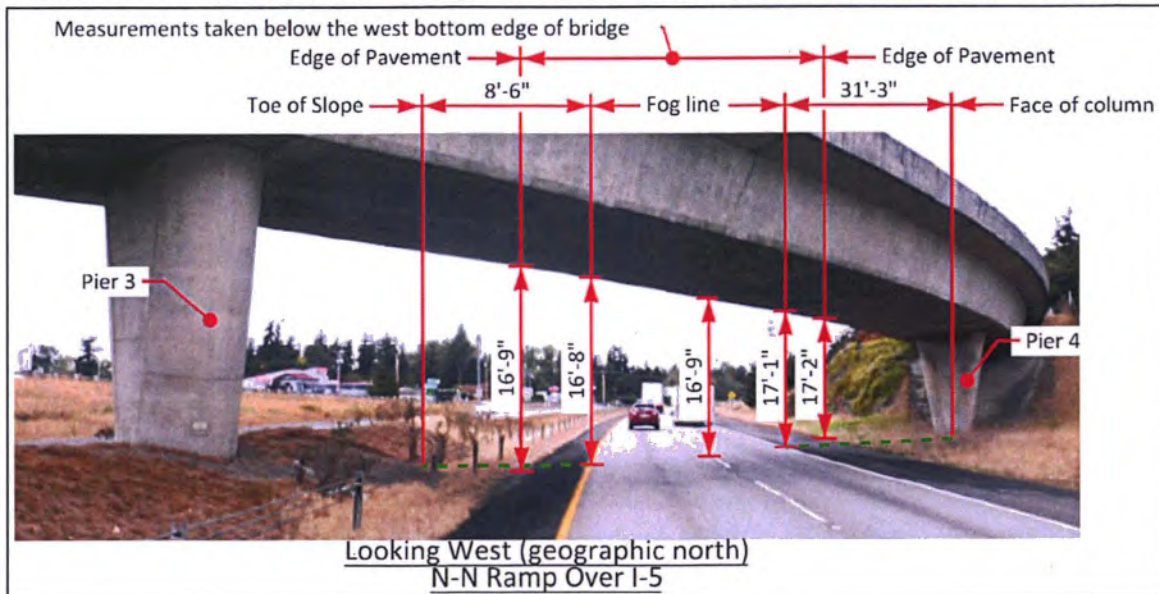 Measurements taken below the west bottom edge of bridge
Edge of Pavement
Edge of Pavement
8'-6"
31'-3"
Toe of Slope
Fog line
Face of column
Pier 3
Pier 4
16'-9"
16'-8"
16'-9"
17'-1"
17'-2"
Looking West (geographic north)
N-N Ramp Over I-5